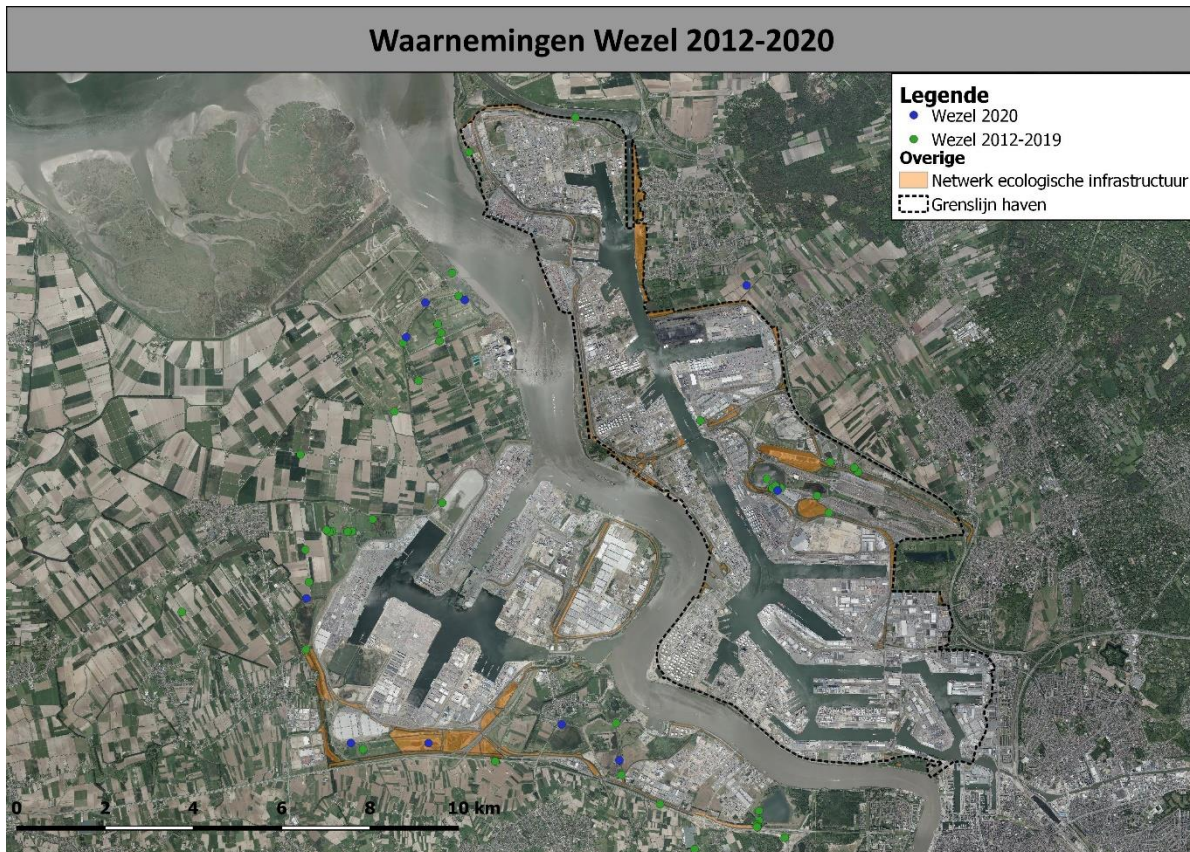 Waarnemingen Wezel 2012-2020
Legende
Wezel 2020
Wezel 2012-2019
Overige
Netwerk ecologische infrastructuur
Grenslijn haven
0 2 4 6 8 10 km